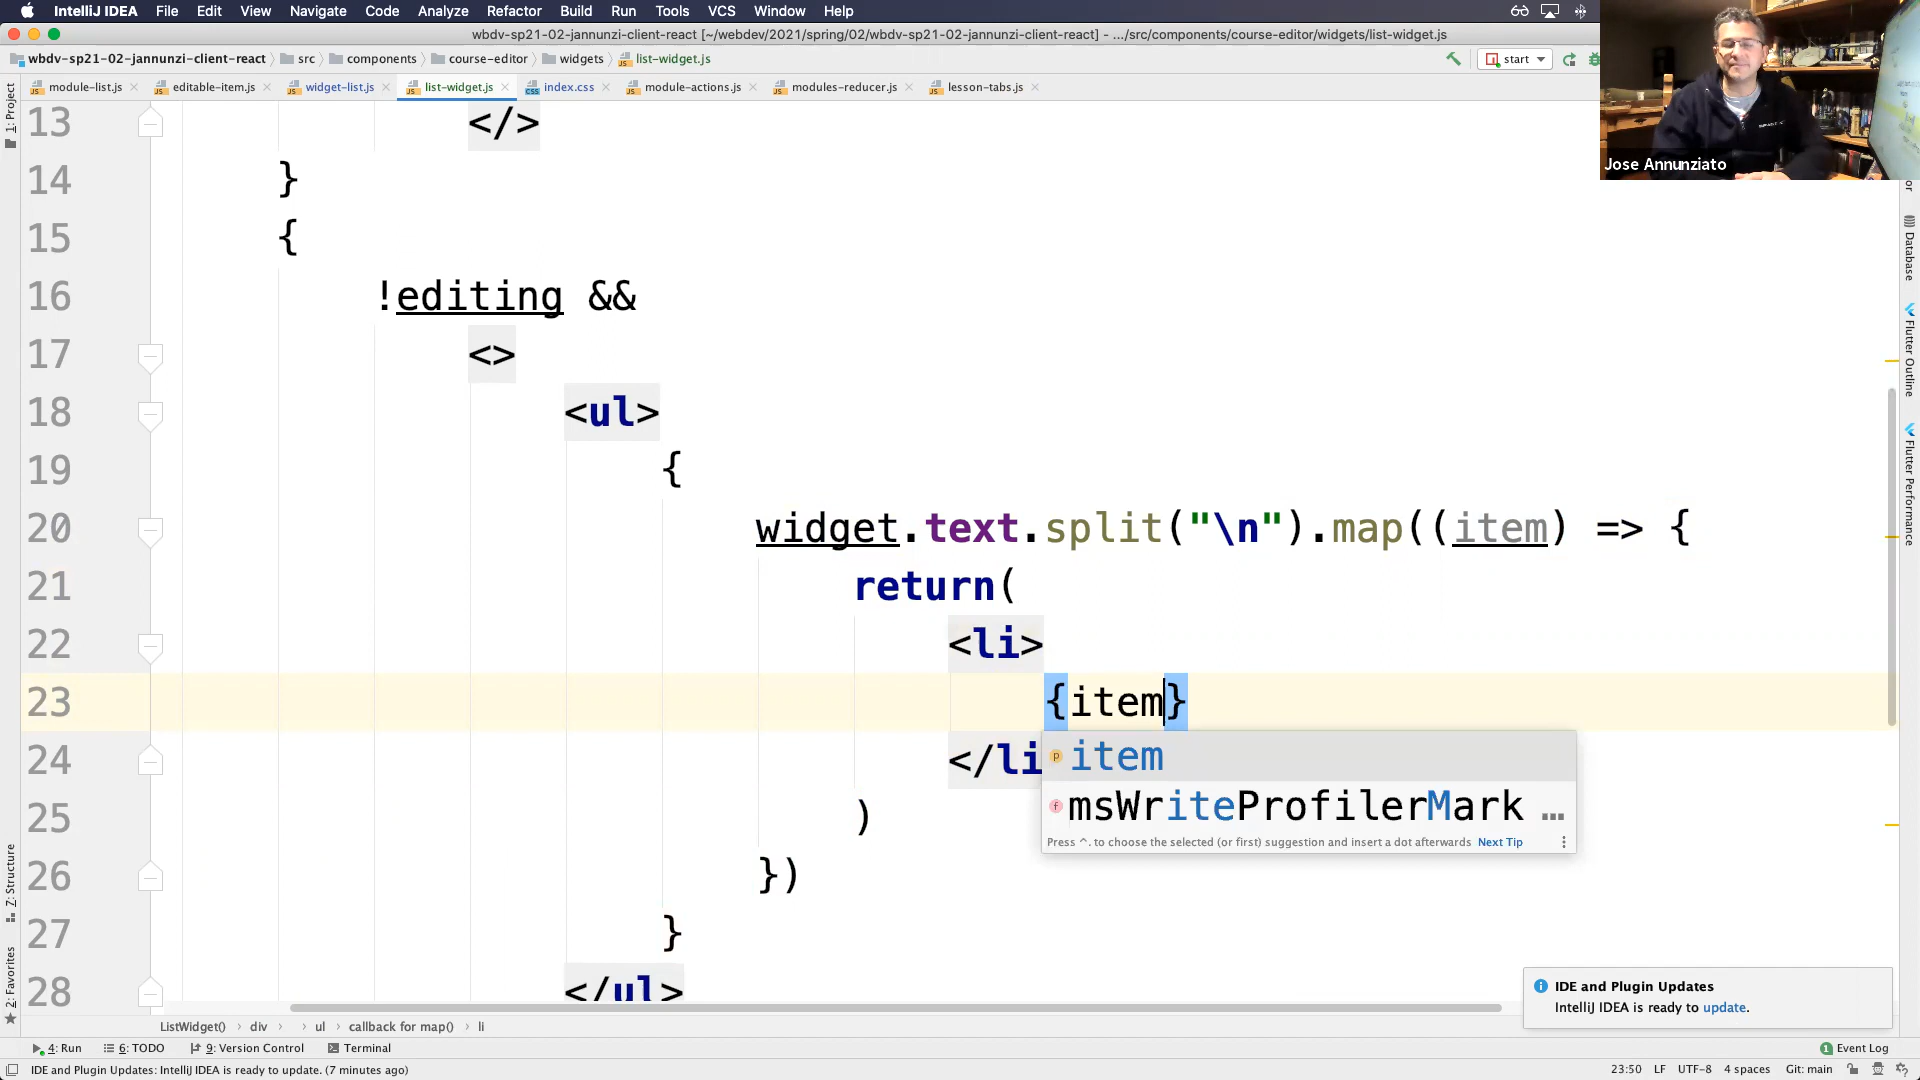 IntelliJ IDEA File Edit View Navigate Code Analyze Refactor Build Run Tools VCS Window Help
wbdv-sp21-02-jannunzi-client-react [~/webdev/2021/spring/02/wbdv-sp21-02-jannunzi-client-react] - .../src/components/course-editor/widgets/list-widget.js
wbdv-sp21-02-jannunzi-client-react src components course-editor widgets list-widget.js start
module-list.js editable-item.js widget-list.js list-widget.js index.css module-actions.js modules-reducer.js lesson-tabs.js
Jose Annunziato
1: Project
Database
Flutter Outline
Flutter Performance
7: Structure
2: Favorites
13 </>
14 }
15 {
16 !editing &&
17 <>
18 <ul>
19 {
20 widget.text.split("\n").map((item) => {
21 return(
22 <li>
23 {item}
24 </li
25 )
26 })
27 }
28 </ul>
item
msWriteProfilerMark ...
Press ^. to choose the selected (or first) suggestion and insert a dot afterwards Next Tip
IDE and Plugin Updates
IntelliJ IDEA is ready to update.
ListWidget() div ul callback for map() li
4: Run 6: TODO 9: Version Control Terminal 1 Event Log
IDE and Plugin Updates: IntelliJ IDEA is ready to update. (7 minutes ago) 23:50 LF UTF-8 4 spaces Git: main